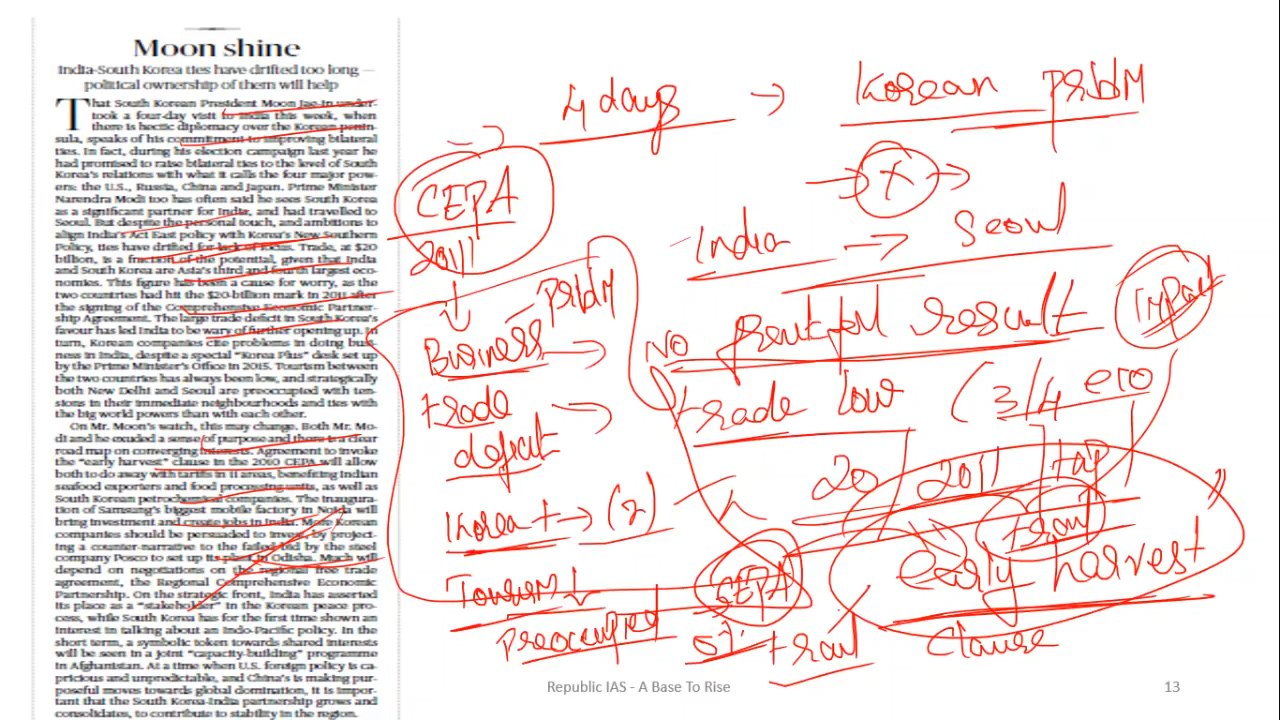 Moon shine
India-South Korea ties have drifted too long —
political ownership of them will help
That South Korean President Moon Jae-in under-
took a four-day visit to India this week, when
there is hectic diplomacy over the Korean penin-
sula, speaks of his commitment to improving bilateral
ties. In fact, during his election campaign last year he
had promised to raise bilateral ties to the level of South
Korea's relations with what it calls the four major pow-
ers: the U.S., Russia, China and Japan. Prime Minister
Narendra Modi too has often said he sees South Korea
as a significant partner for India, and had travelled to
Seoul. But despite the personal touch, and ambitions to
align India's Act East policy with Korea's New Southern
Policy, ties have drifted for lack of focus. Trade, at $20
billion, is a fraction of the potential, given that India
and South Korea are Asia's third and fourth largest eco-
nomies. This figure has been a cause for worry, as the
two countries had hit the $20-billion mark in 2011 after
the signing of the Comprehensive Economic Partner-
ship Agreement. The large trade deficit in South Korea's
favour has led India to be wary of further opening up. In
turn, Korean companies cite problems in doing busi-
ness in India, despite a special "Korea Plus" desk set up
by the Prime Minister's Office in 2015. Tourism between
the two countries has always been low, and strategically
both New Delhi and Seoul are preoccupied with ten-
sions in their immediate neighbourhoods and ties with
the big world powers than with each other.
On Mr. Moon's watch, this may change. Both Mr. Mo-
di and he exuded a sense of purpose and there is a clear
road map on converging interests. Agreement to invoke
the "early harvest" clause in the 2010 CEPA will allow
both to do away with tariffs in 11 areas, benefiting Indian
seafood exporters and food processing units, as well as
South Korean petrochemical companies. The inaugura-
tion of Samsung's biggest mobile factory in Noida will
bring investment and create jobs in India. More Korean
companies should be persuaded to invest, by project-
ing a counter-narrative to the failed bid by the steel
company Posco to set up its plant in Odisha. Much will
depend on negotiations on the regional free trade
agreement, the Regional Comprehensive Economic
Partnership. On the strategic front, India has asserted
its place as a "stakeholder" in the Korean peace pro-
cess, while South Korea has for the first time shown an
interest in talking about an Indo-Pacific policy. In the
short term, a symbolic token towards shared interests
will be seen in a joint "capacity-building" programme
in Afghanistan. At a time when U.S. foreign policy is ca-
pricious and unpredictable, and China's is making pur-
poseful moves towards global domination, it is impor-
tant that the South Korea-India partnership grows and
consolidates, to contribute to stability in the region.
4 days → Korean
CEPA
2011
→ X →
India → Seoul
Business →
No result
Impact
trade
deficit →
trade low (3/4 eco
20 2011
Korea + → (2)
early harvest"
Tourism ↓
CEPA
Preoccupied
Clause
Republic IAS - A Base To Rise
13